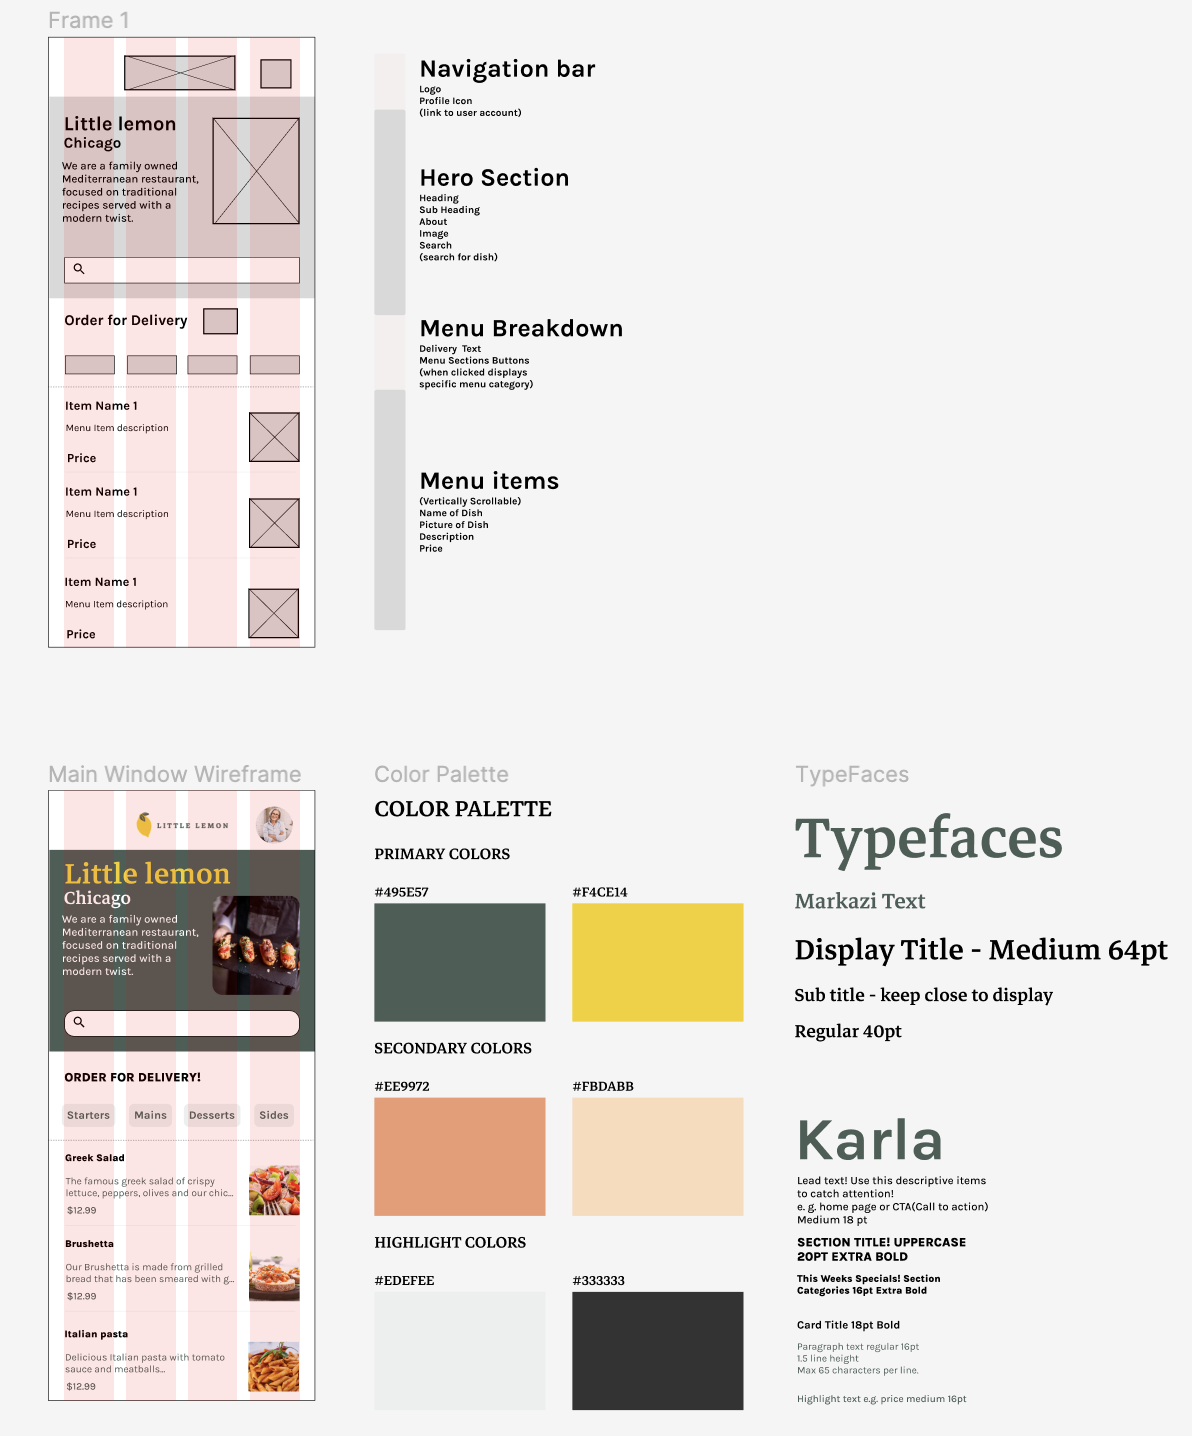 Frame 1
Little lemon
Chicago
We are a family owned
Mediterranean restaurant,
focused on traditional
recipes served with a
modern twist.
Order for Delivery
Item Name 1
Menu Item description
Price
Item Name 1
Menu Item description
Price
Item Name 1
Menu Item description
Price
Navigation bar
Logo
Profile Icon
(link to user account)
Hero Section
Heading
Sub Heading
About
Image
Search
(search for dish)
Menu Breakdown
Delivery Text
Menu Sections Buttons
(when clicked displays
specific menu category)
Menu items
(Vertically Scrollable)
Name of Dish
Picture of Dish
Description
Price
Main Window Wireframe
LITTLE LEMON
Little lemon
Chicago
We are a family owned
Mediterranean restaurant,
focused on traditional
recipes served with a
modern twist.
ORDER FOR DELIVERY!
Starters Mains Desserts Sides
Greek Salad
The famous greek salad of crispy
lettuce, peppers, olives and our chic...
$12.99
Brushetta
Our Brushetta is made from grilled
bread that has been smeared with g...
$12.99
Italian pasta
Delicious Italian pasta with tomato
sauce and meatballs...
$12.99
Color Palette
COLOR PALETTE
PRIMARY COLORS
#495E57 #F4CE14
SECONDARY COLORS
#EE9972 #FBDABB
HIGHLIGHT COLORS
#EDEFEE #333333
TypeFaces
Typefaces
Markazi Text
Display Title - Medium 64pt
Sub title - keep close to display
Regular 40pt
Karla
Lead text! Use this descriptive items
to catch attention!
e. g. home page or CTA(Call to action)
Medium 18 pt
SECTION TITLE! UPPERCASE
20PT EXTRA BOLD
This Weeks Specials! Section
Categories 16pt Extra Bold
Card Title 18pt Bold
Paragraph text regular 16pt
1.5 line height
Max 65 characters per line.
Highlight text e.g. price medium 16pt